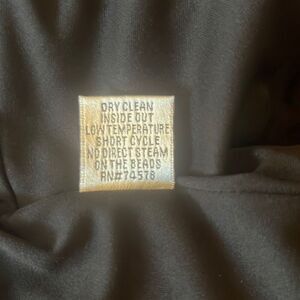 DRY CLEAN
INSIDE OUT
LOW TEMPERATURE
SHORT CYCLE
NO DIRECT STEAM
ON THE BEADS
RN#74578